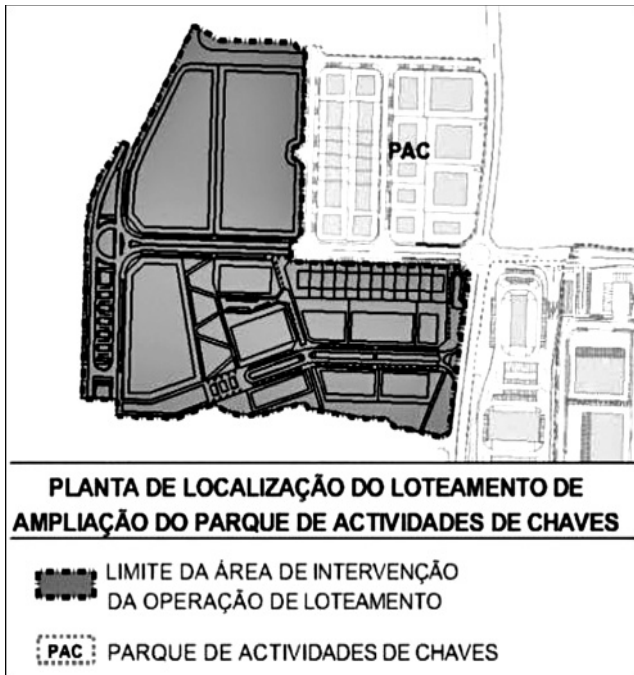 PAC
PLANTA DE LOCALIZAÇÃO DO LOTEAMENTO DE
AMPLIAÇÃO DO PARQUE DE ACTIVIDADES DE CHAVES
LIMITE DA ÁREA DE INTERVENÇÃO
DA OPERAÇÃO DE LOTEAMENTO
PAC PARQUE DE ACTIVIDADES DE CHAVES